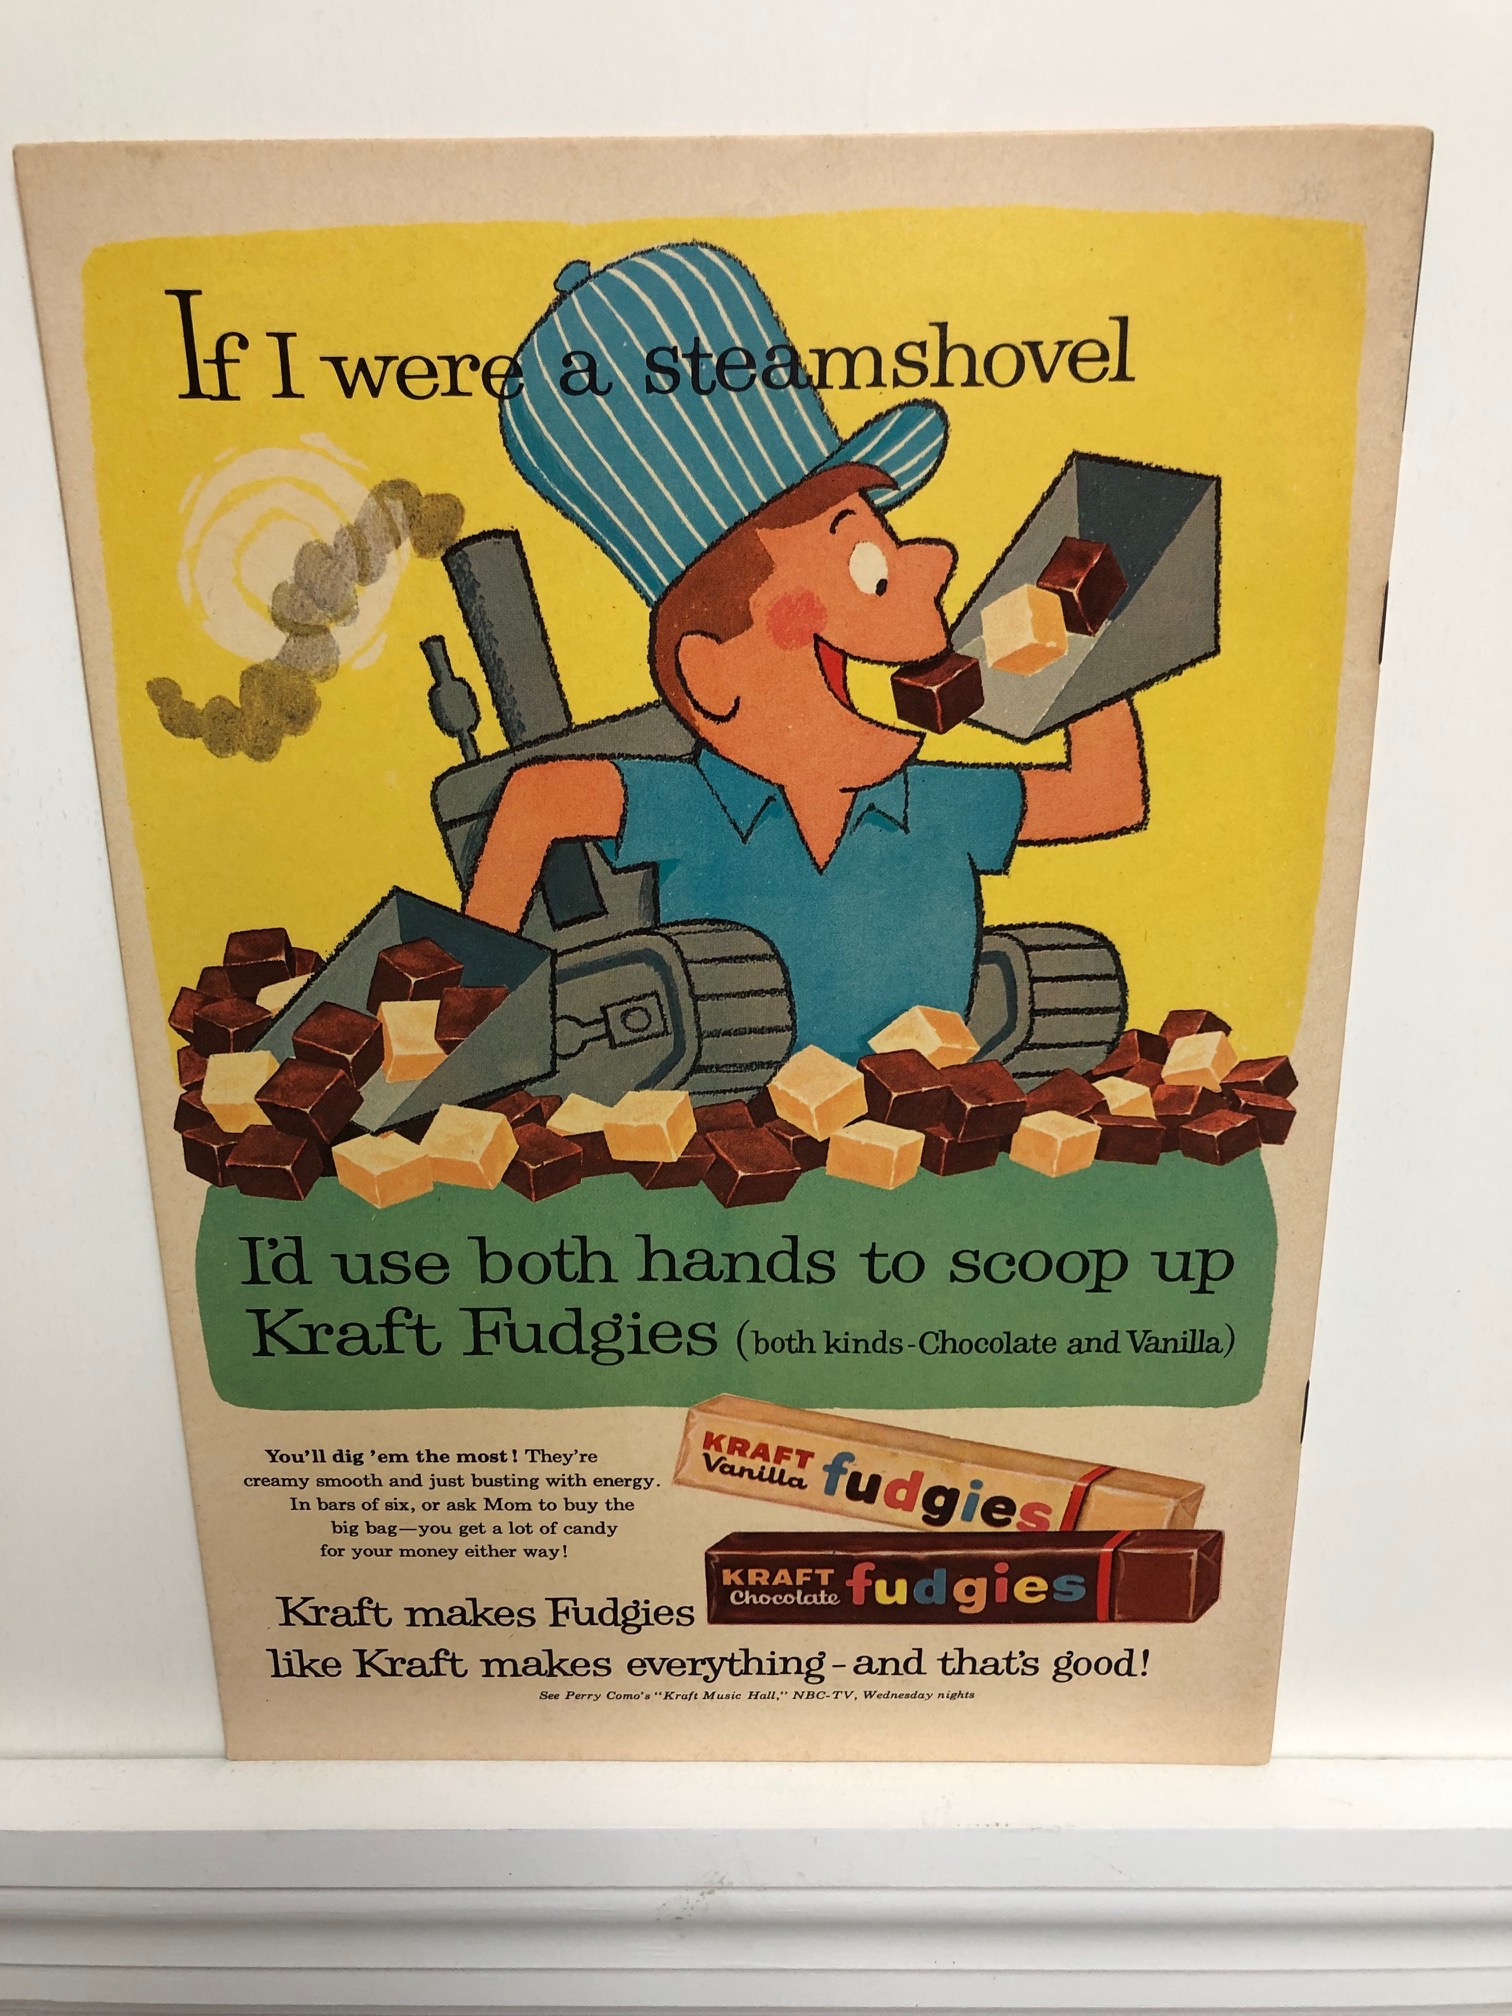 If I were a steamshovel
I'd use both hands to scoop up
Kraft Fudgies (both kinds-Chocolate and Vanilla)
You'll dig 'em the most! They're
creamy smooth and just busting with energy.
In bars of six, or ask Mom to buy the
big bag—you get a lot of candy
for your money either way!
KRAFT
Vanilla fudgies
KRAFT
Chocolate fudgies
Kraft makes Fudgies
like Kraft makes everything-and that's good!
See Perry Como's "Kraft Music Hall," NBC-TV, Wednesday nights